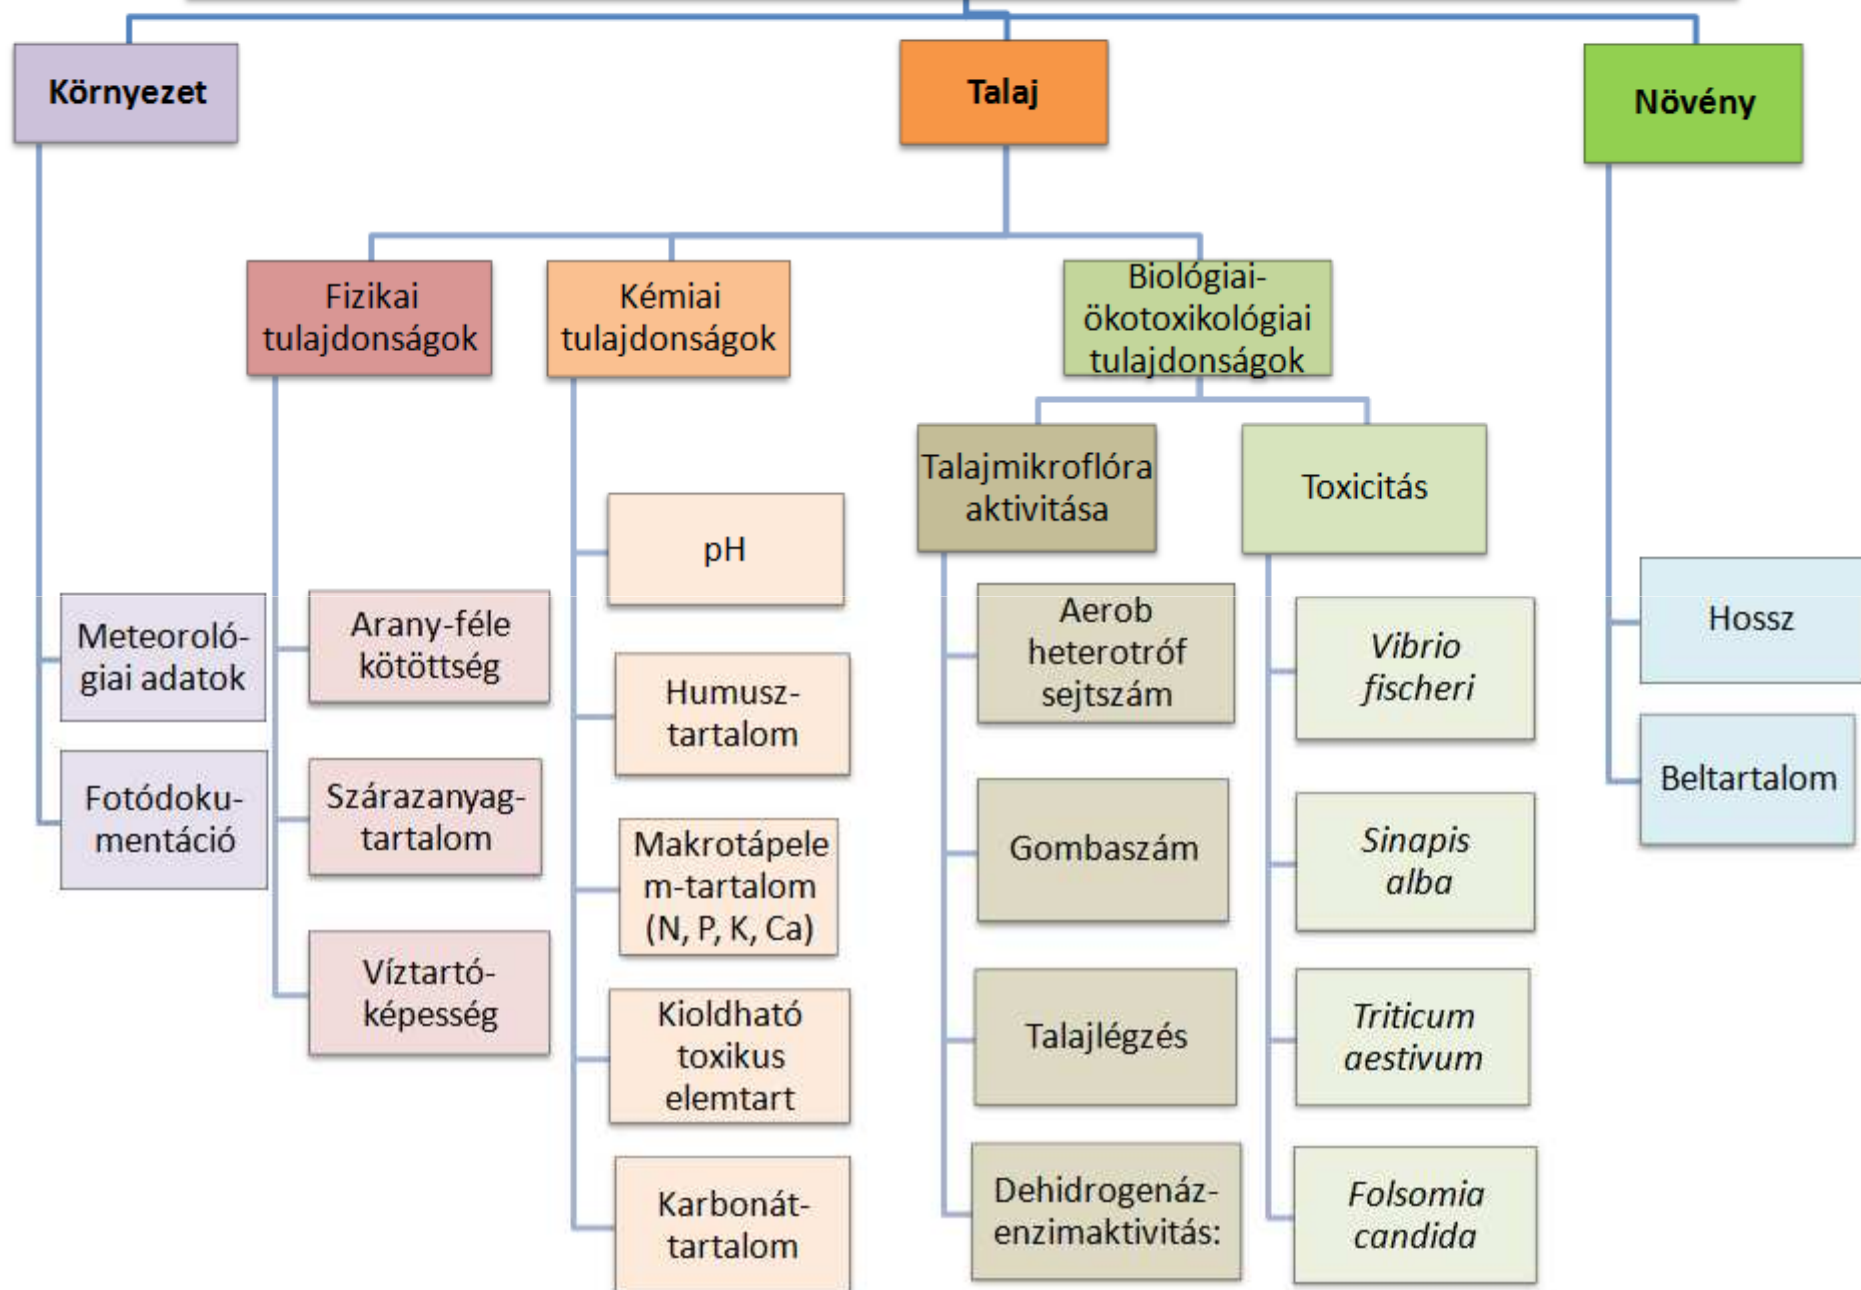 Környezet
Talaj
Növény
Fizikai
tulajdonságok
Kémiai
tulajdonságok
Biológiai-
ökotoxikológiai
tulajdonságok
Talajmikroflóra
aktivitása
Toxicitás
Meteoroló-
giai adatok
Fotódoku-
mentáció
Arany-féle
kötöttség
Szárazanyag-
tartalom
Víztartó-
képesség
pH
Humusz-
tartalom
Makrotápele
m-tartalom
(N, P, K, Ca)
Kioldható
toxikus
elemtart
Karbonát-
tartalom
Aerob
heterotróf
sejtszám
Gombaszám
Talajlégzés
Dehidrogenáz-
enzimaktivitás:
Vibrio
fischeri
Sinapis
alba
Triticum
aestivum
Folsomia
candida
Hossz
Beltartalom